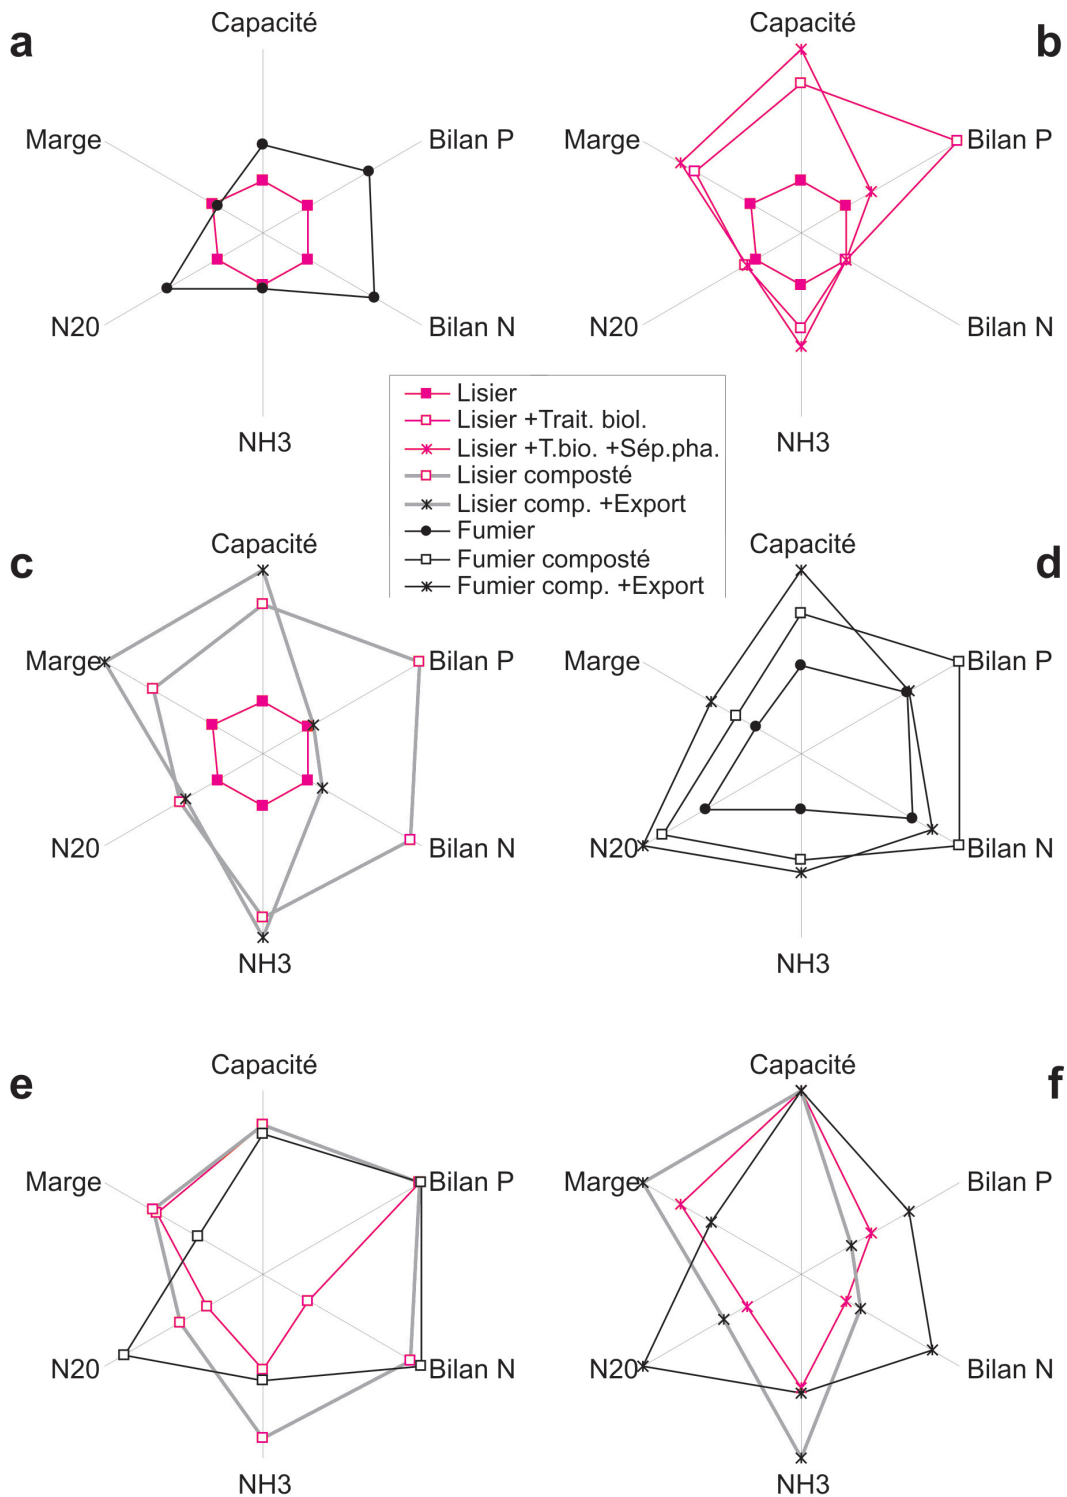 a
Capacité
Marge
Bilan P
N20
Bilan N
NH3
b
Capacité
Marge
Bilan P
N20
Bilan N
Lisier
Lisier +Trait. biol.
Lisier +T.bio. +Sép.pha.
Lisier composté
Lisier comp. +Export
Fumier
Fumier composté
Fumier comp. +Export
c
Capacité
Marge
Bilan P
N20
Bilan N
NH3
d
Capacité
Marge
Bilan P
N20
Bilan N
NH3
e
Capacité
Marge
Bilan P
N20
Bilan N
NH3
f
Capacité
Marge
Bilan P
N20
Bilan N
NH3